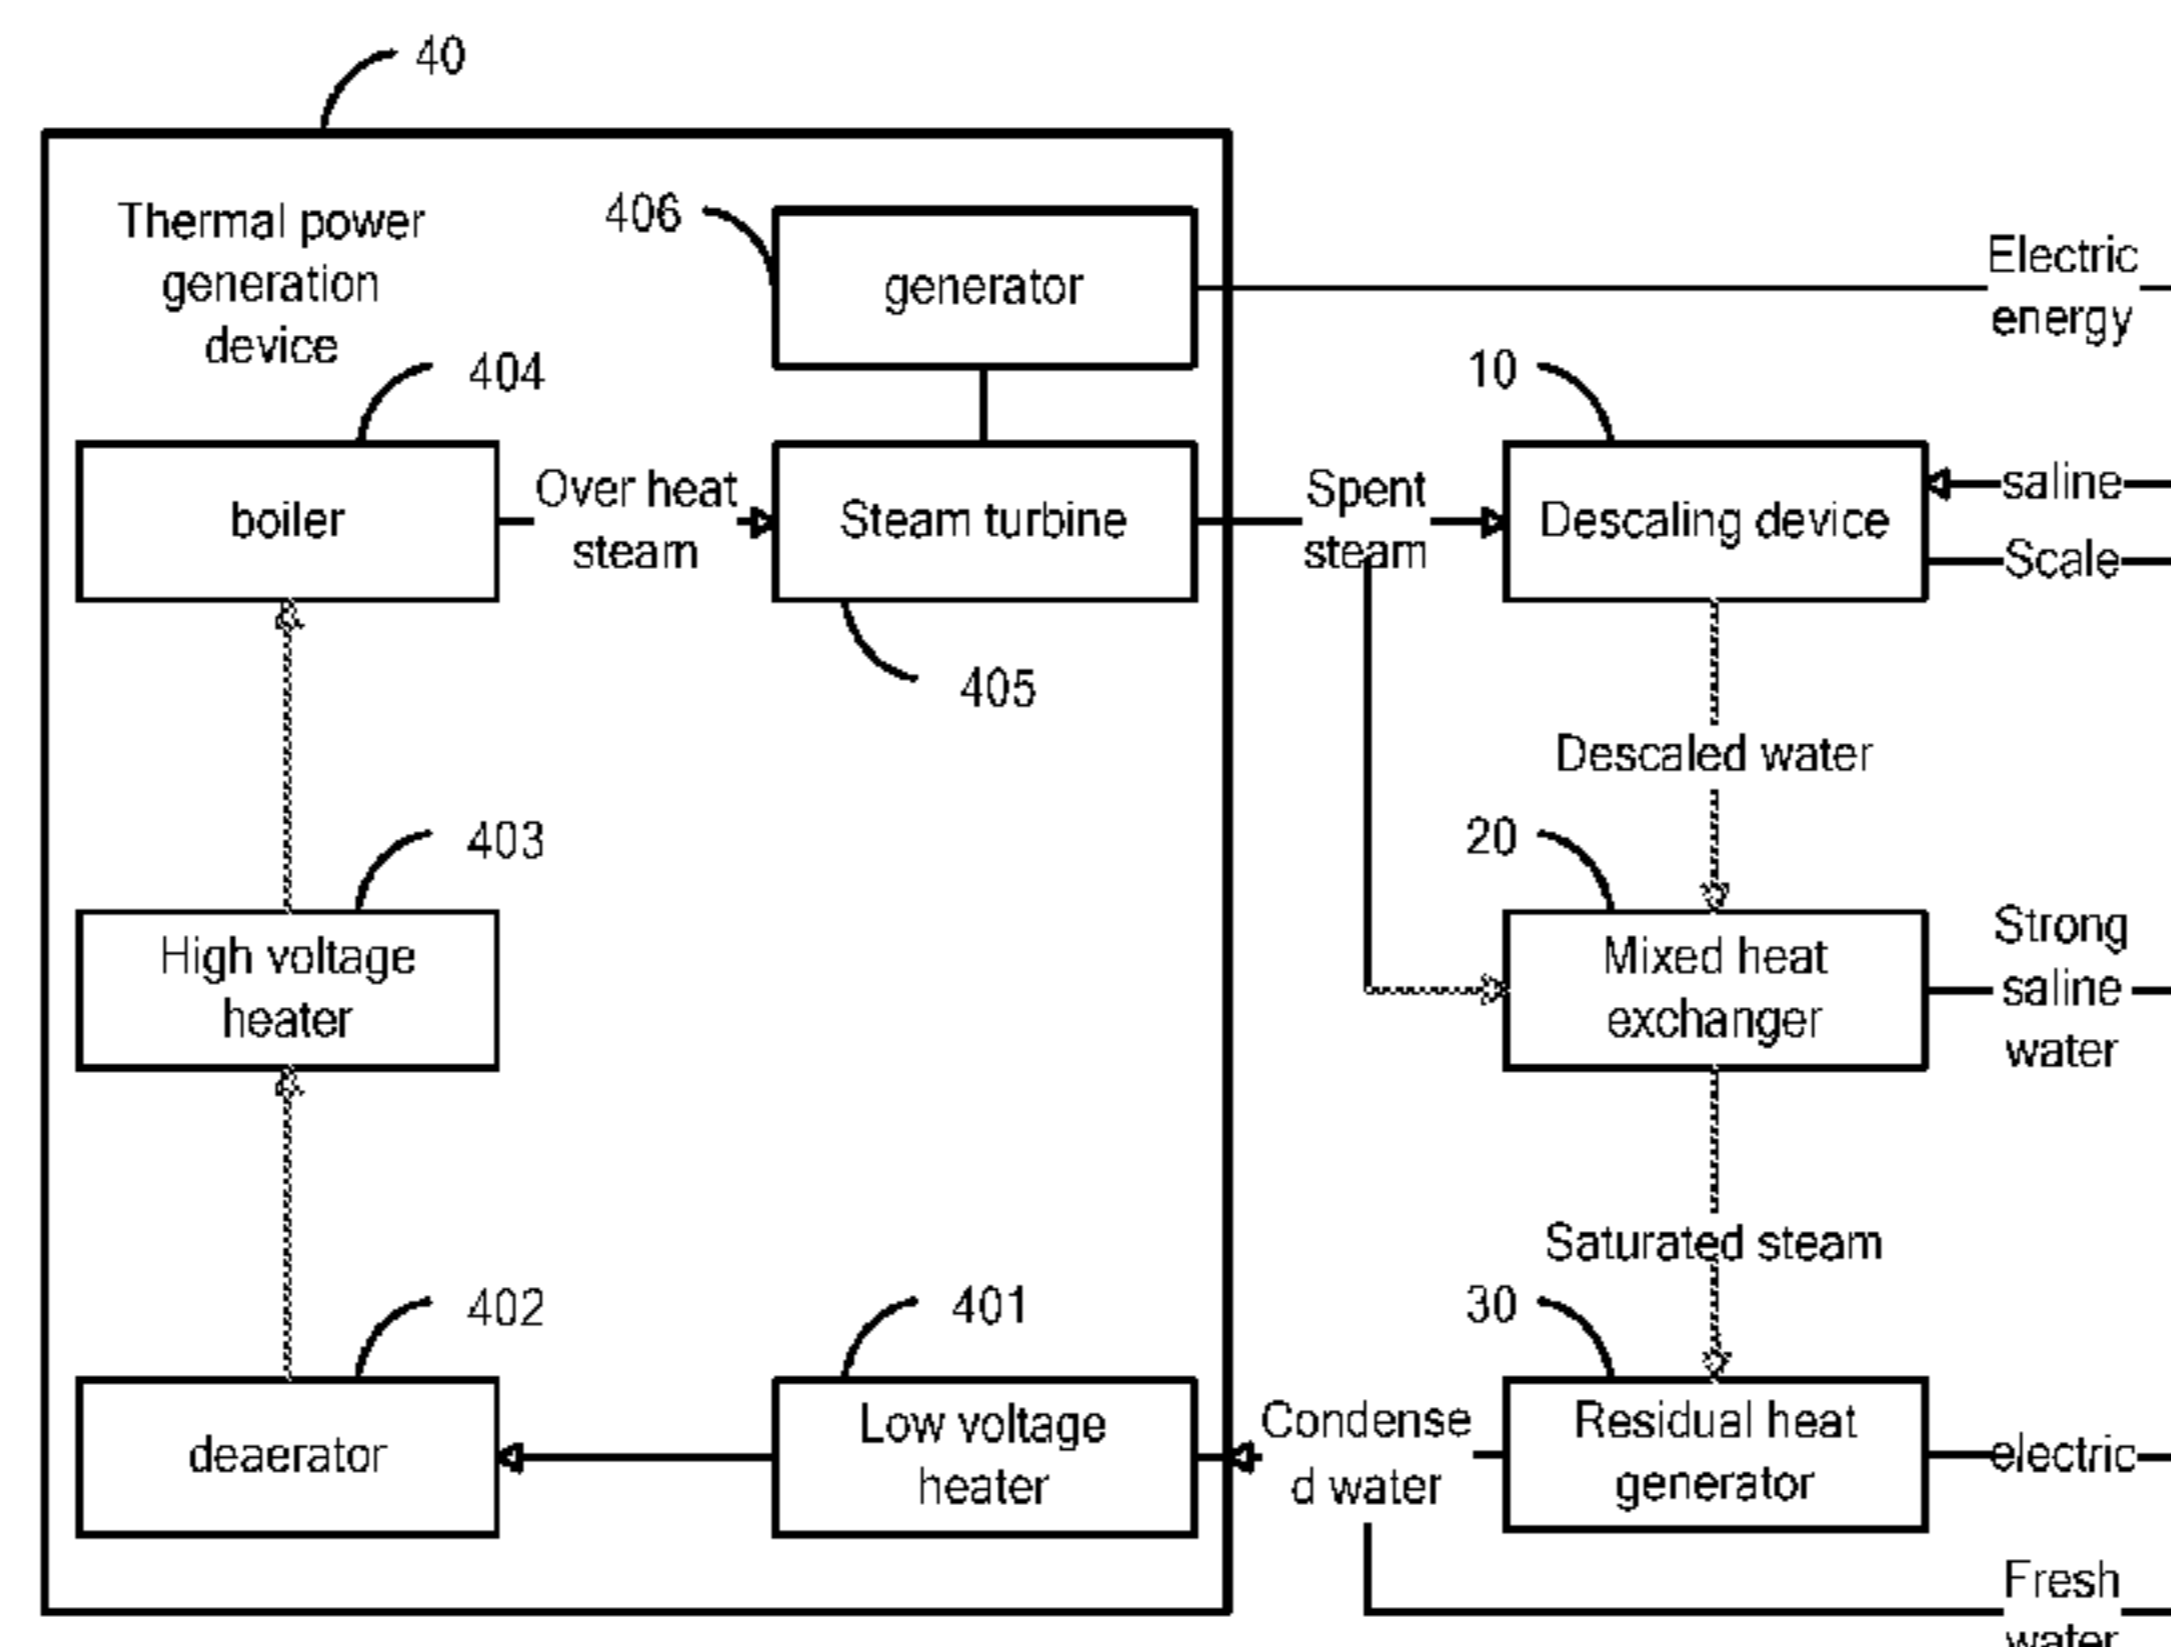 40
Thermal power
generation
device
406
generator
Electric
energy
404
10
boiler
Over heat
steam
Steam turbine
Spent
steam
Descaling device
saline
Scale
405
Descaled water
403
20
High voltage
heater
Mixed heat
exchanger
Strong
saline
water
Saturated steam
402
401
30
deaerator
Low voltage
heater
Condense
d water
Residual heat
generator
electric
Fresh
water